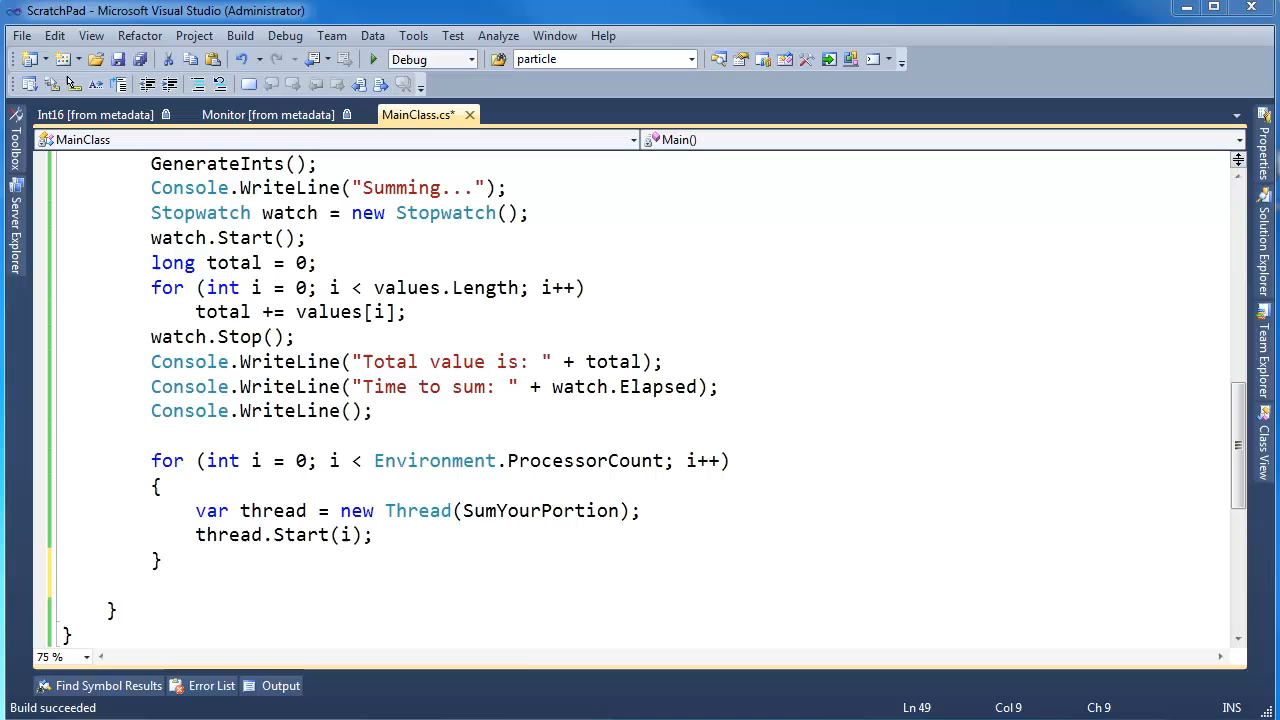 ScratchPad - Microsoft Visual Studio (Administrator)
File Edit View Refactor Project Build Debug Team Data Tools Test Analyze Window Help
Debug particle
Int16 [from metadata] Monitor [from metadata] MainClass.cs*
MainClass Main()
GenerateInts();
Console.WriteLine("Summing...");
Stopwatch watch = new Stopwatch();
watch.Start();
long total = 0;
for (int i = 0; i < values.Length; i++)
total += values[i];
watch.Stop();
Console.WriteLine("Total value is: " + total);
Console.WriteLine("Time to sum: " + watch.Elapsed);
Console.WriteLine();
for (int i = 0; i < Environment.ProcessorCount; i++)
{
var thread = new Thread(SumYourPortion);
thread.Start(i);
}
}
}
75 %
Toolbox
Server Explorer
Properties
Solution Explorer
Team Explorer
Class View
Find Symbol Results Error List Output
Build succeeded Ln 49 Col 9 Ch 9 INS